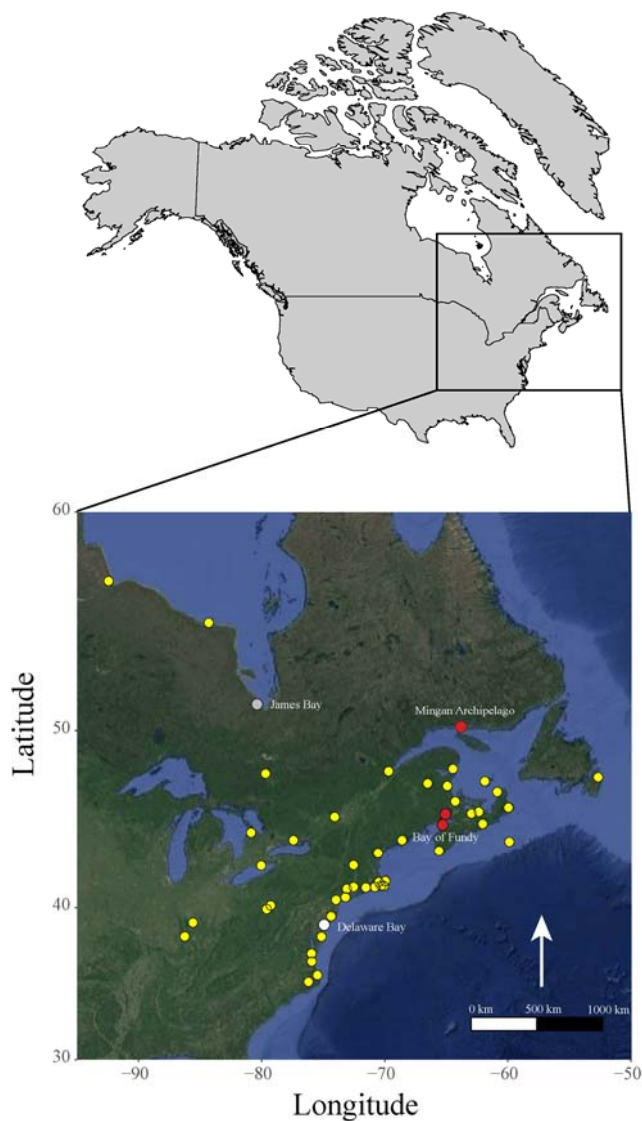 60
James Bay
Mingan Archipelago
50
Latitude
Bay of Fundy
40
Delaware Bay
0 km 500 km 1000 km
30
−90 −80 −70 −60 −50
Longitude